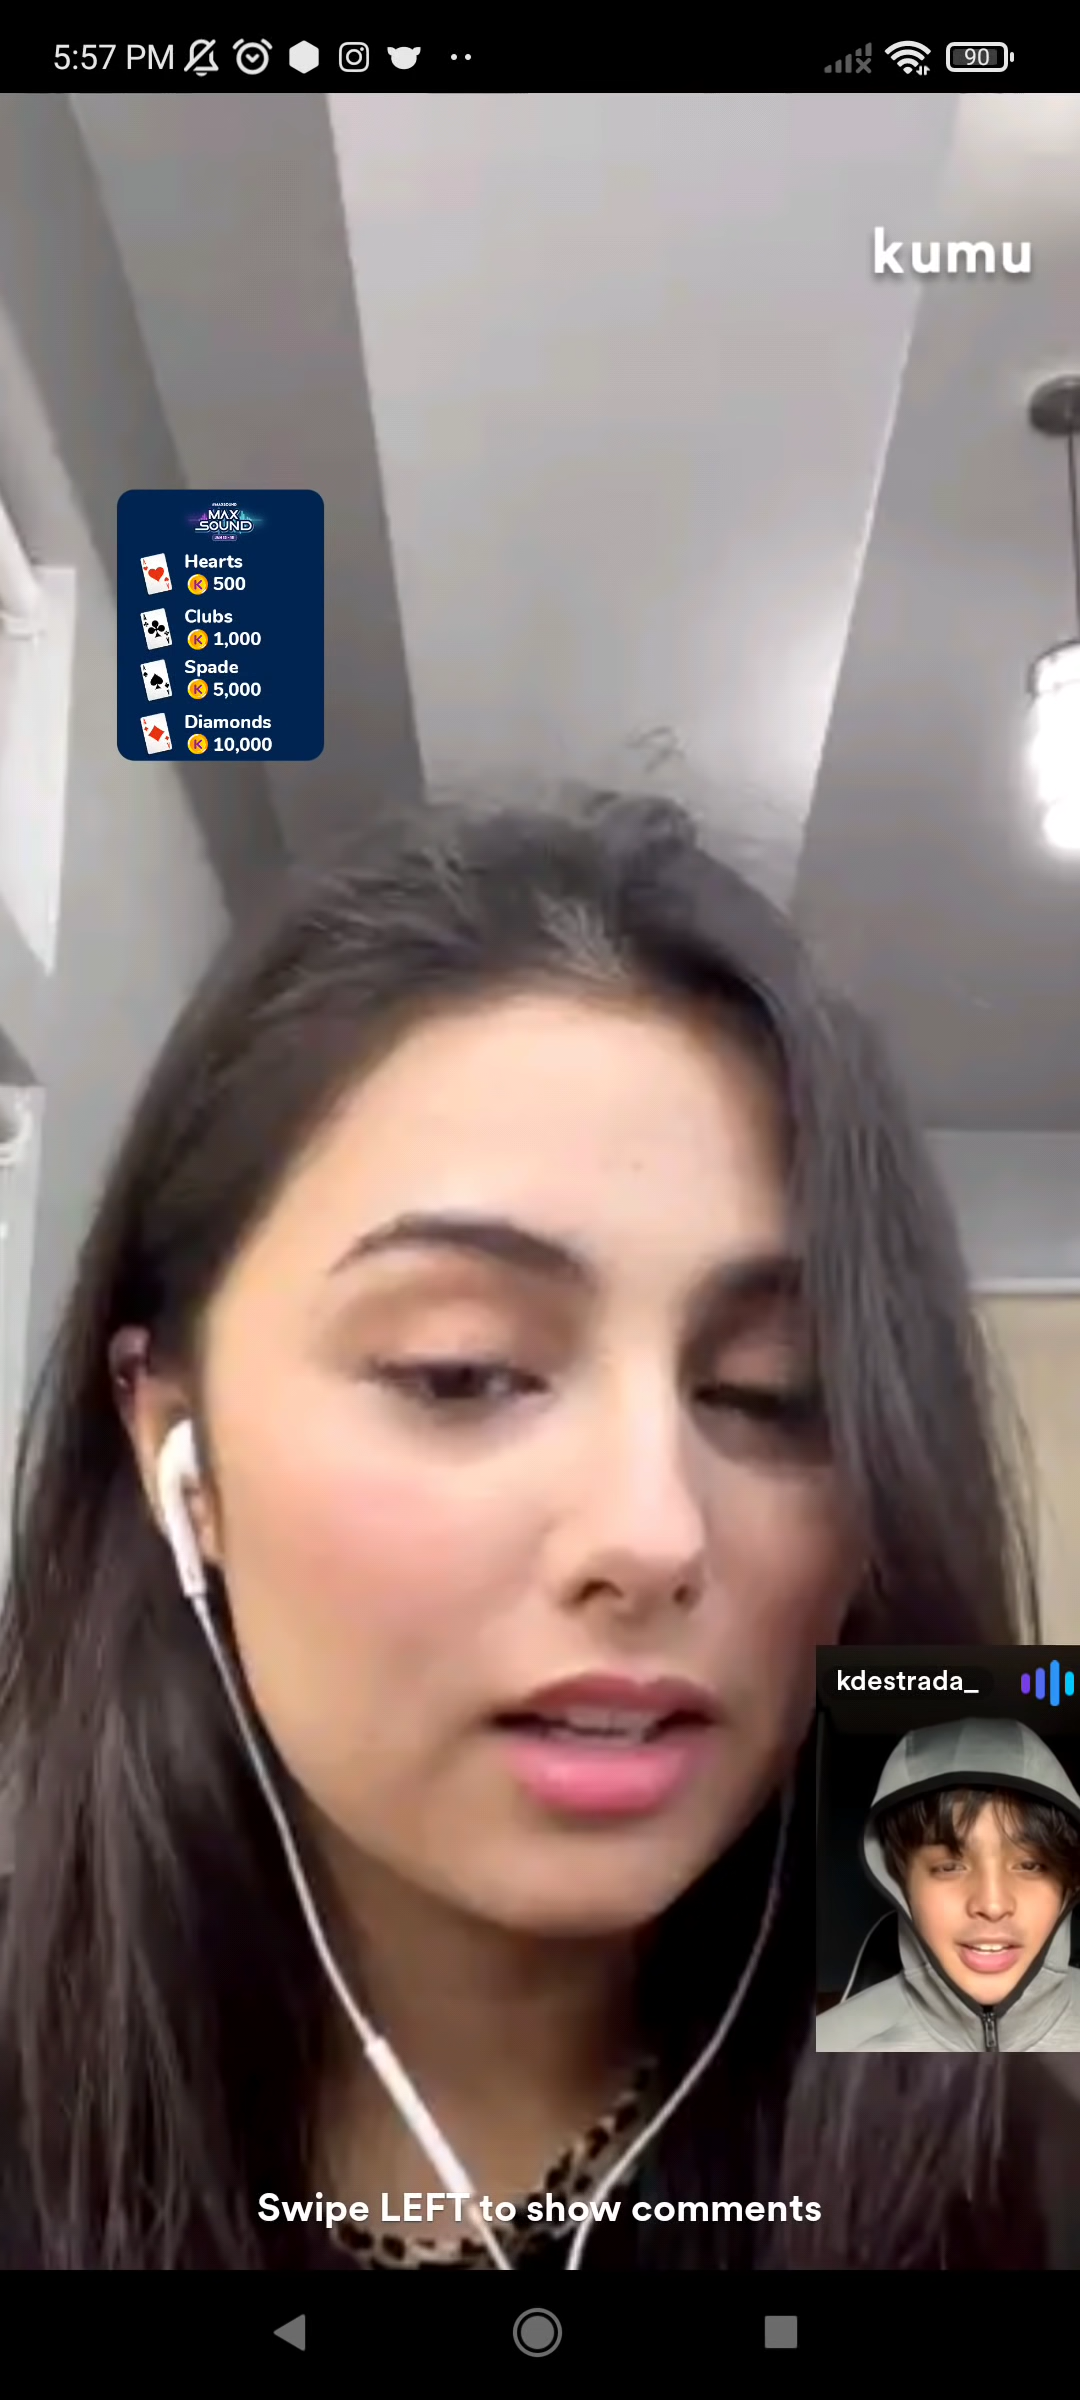 5:57 PM
90
kumu
#MAXSOUND
MAX
SOUND
Hearts
K 500
Clubs
K 1,000
Spade
K 5,000
Diamonds
K 10,000
kdestrada_
Swipe LEFT to show comments